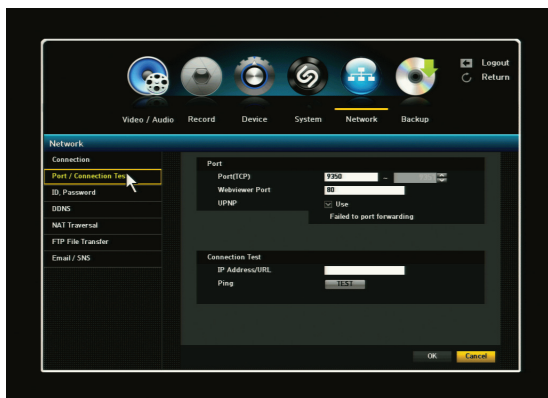 Logout
Return
Video / Audio Record Device System Network Backup
Network
Connection
Port / Connection Test
ID, Password
DDNS
NAT Traversal
FTP File Transfer
Email / SNS
Port
Port(TCP) 9350 ~
Webviewer Port 80
UPNP Use
Failed to port forwarding
Connection Test
IP Address/URL
Ping TEST
OK Cancel